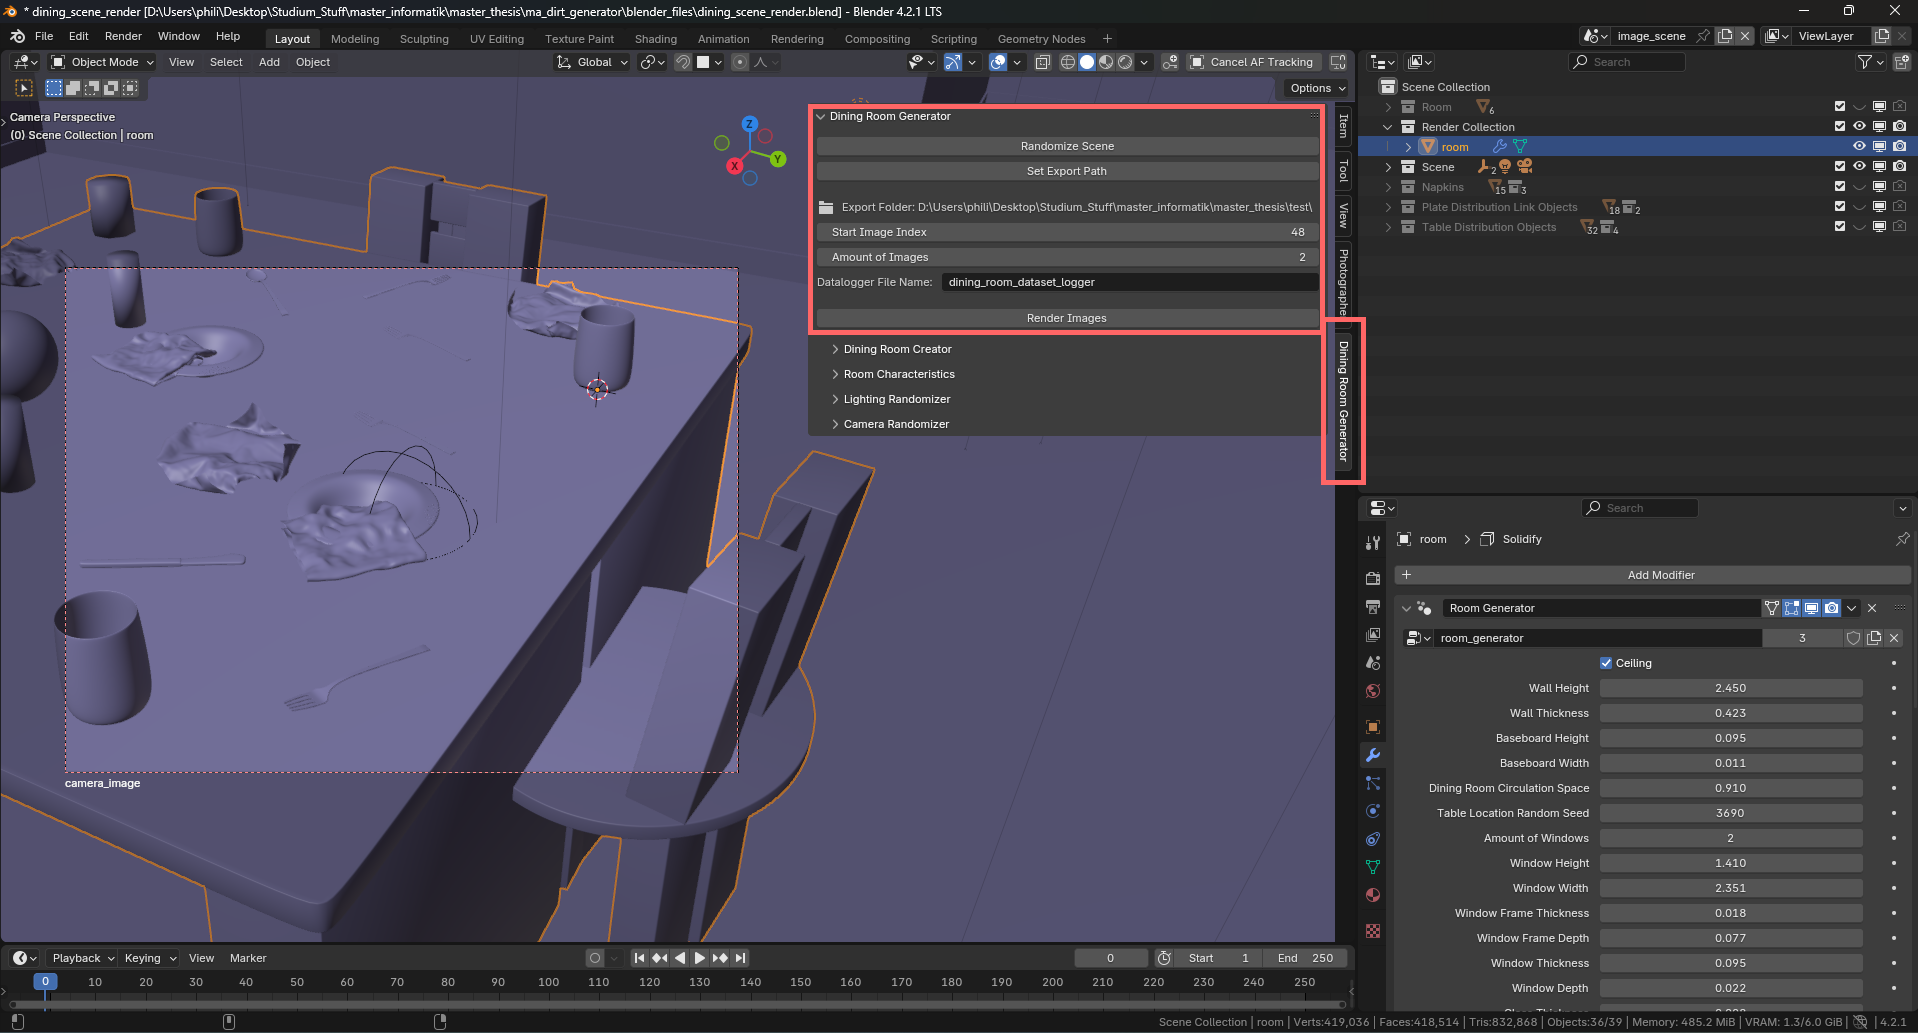 * dining_scene_render [D:\Users\phili\Desktop\Studium_Stuff\master_informatik\master_thesis\ma_dirt_generator\blender_files\dining_scene_render.blend] - Blender 4.2.1 LTS
File Edit Render Window Help Layout Modeling Sculpting UV Editing Texture Paint Shading Animation Rendering Compositing Scripting Geometry Nodes +
image_scene ViewLayer
Object Mode View Select Add Object Global Cancel AF Tracking
Search
Options
Camera Perspective
(0) Scene Collection | room
Z
Y
X
Dining Room Generator
Randomize Scene
Set Export Path
Export Folder: D:\Users\phili\Desktop\Studium_Stuff\master_informatik\master_thesis\test\
Start Image Index 48
Amount of Images 2
Datalogger File Name: dining_room_dataset_logger
Render Images
Dining Room Creator
Room Characteristics
Lighting Randomizer
Camera Randomizer
Item
Tool
View
Photographe
Dining Room Generator
camera_image
Scene Collection
Room 6
Render Collection
room
Scene 2
Napkins 15 3
Plate Distribution Link Objects 18 2
Table Distribution Objects 32 4
Search
room > Solidify
+ Add Modifier
Room Generator
room_generator 3
Ceiling
Wall Height 2.450
Wall Thickness 0.423
Baseboard Height 0.095
Baseboard Width 0.011
Dining Room Circulation Space 0.910
Table Location Random Seed 3690
Amount of Windows 2
Window Height 1.410
Window Width 2.351
Window Frame Thickness 0.018
Window Frame Depth 0.077
Window Thickness 0.095
Window Depth 0.022
Playback Keying View Marker
0 Start 1 End 250
0 10 20 30 40 50 60 70 80 90 100 110 120 130 140 150 160 170 180 190 200 210 220 230 240 250
Scene Collection | room | Verts:419,036 | Faces:418,514 | Tris:832,868 | Objects:36/39 | Memory: 485.2 MiB | VRAM: 1.3/6.0 GiB | 4.2.1